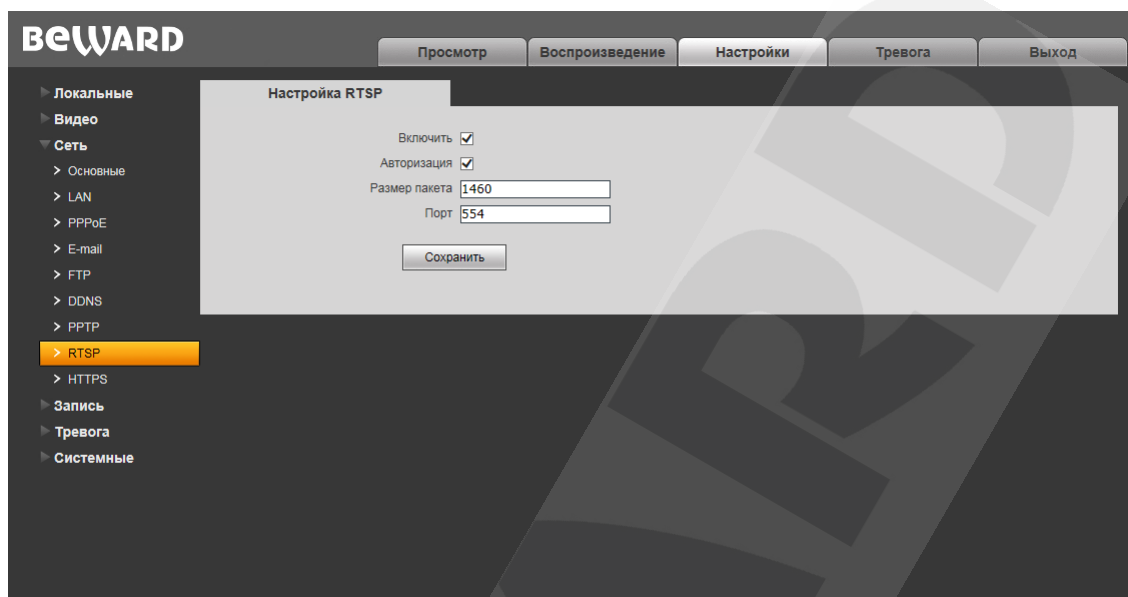 BEWARD
Просмотр
Воспроизведение
Настройки
Тревога
Выход
Локальные
Видео
Сеть
Основные
LAN
PPPoE
E-mail
FTP
DDNS
PPTP
RTSP
HTTPS
Запись
Тревога
Системные
Настройка RTSP
Включить
Авторизация
Размер пакета 1460
Порт 554
Сохранить